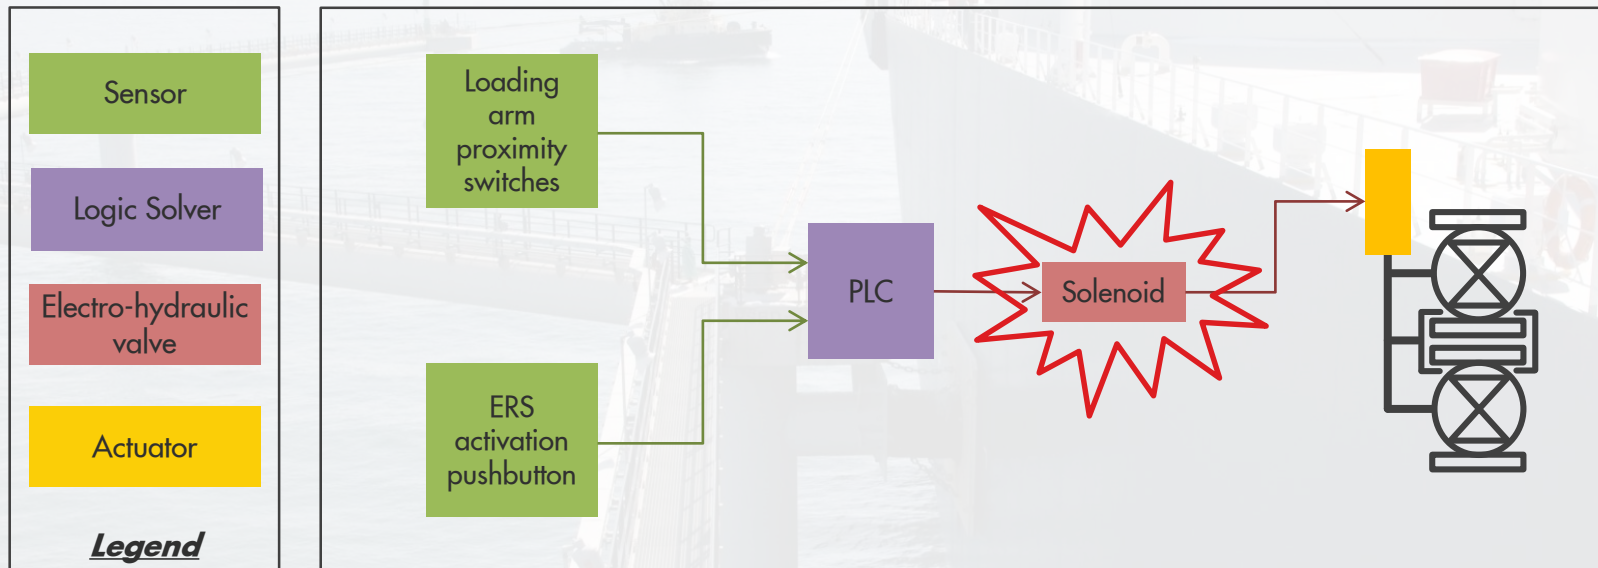 Sensor
Logic Solver
Electro-hydraulic
valve
Actuator
Legend
Loading
arm
proximity
switches
ERS
activation
pushbutton
PLC
Solenoid